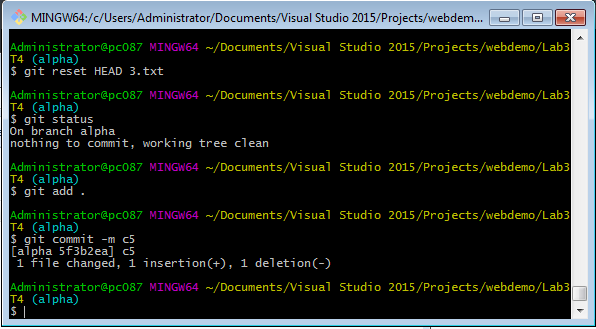 MINGW64:/c/Users/Administrator/Documents/Visual Studio 2015/Projects/webdemo/Lab3...
Administrator@pc087 MINGW64 ~/Documents/Visual Studio 2015/Projects/webdemo/Lab3
T4 (alpha)
$ git reset HEAD 3.txt
Administrator@pc087 MINGW64 ~/Documents/Visual Studio 2015/Projects/webdemo/Lab3
T4 (alpha)
$ git status
On branch alpha
nothing to commit, working tree clean
Administrator@pc087 MINGW64 ~/Documents/Visual Studio 2015/Projects/webdemo/Lab3
T4 (alpha)
$ git add .
Administrator@pc087 MINGW64 ~/Documents/Visual Studio 2015/Projects/webdemo/Lab3
T4 (alpha)
$ git commit -m c5
[alpha 5f3b2ea] c5
1 file changed, 1 insertion(+), 1 deletion(-)
Administrator@pc087 MINGW64 ~/Documents/Visual Studio 2015/Projects/webdemo/Lab3
T4 (alpha)
$